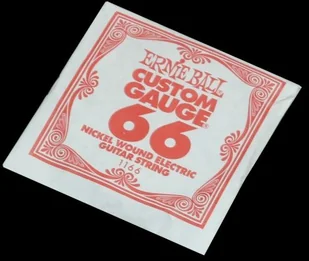 ERNIE BALL
CUSTOM
GAUGE®
66
NICKEL WOUND ELECTRIC
GUITAR STRING
1166